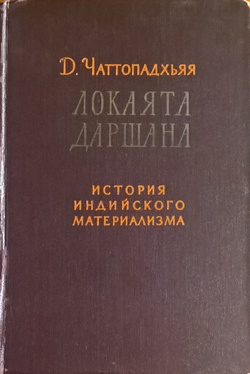 Д. ЧАТТОПАДХЬЯЯ
ЛОКАЯТА
ДАРШАНА
ИСТОРИЯ
ИНДИЙСКОГО
МАТЕРИАЛИЗМА